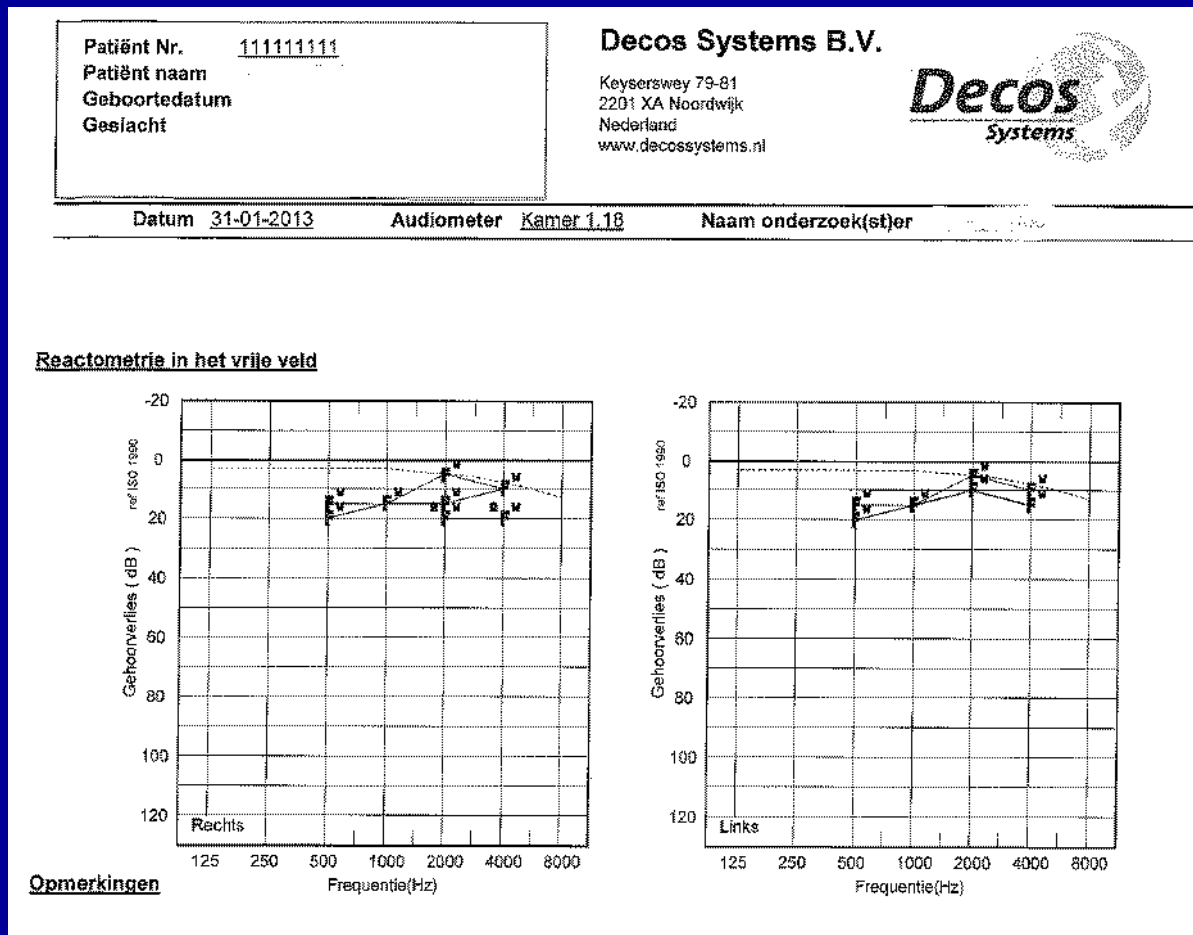 Patiënt Nr. 111111111
Patiënt naam
Geboortedatum
Geslacht
Decos Systems B.V.
Keyserswey 79-81
2201 XA Noordwijk
Nederland
www.decossystems.nl
Decos
Systems
Datum 31-01-2013 Audiometer Kamer 1.18 Naam onderzoek(st)er
Reactometrie in het vrije veld
-20
0
20
40
60
80
100
120
ref ISO 1990
Gehoorverlies ( dB )
Rechts
125 250 500 1000 2000 4000 8000
Frequentie(Hz)
-20
0
20
40
60
80
100
120
ref ISO 1990
Gehoorverlies ( dB )
Links
125 250 500 1000 2000 4000 8000
Frequentie(Hz)
Opmerkingen